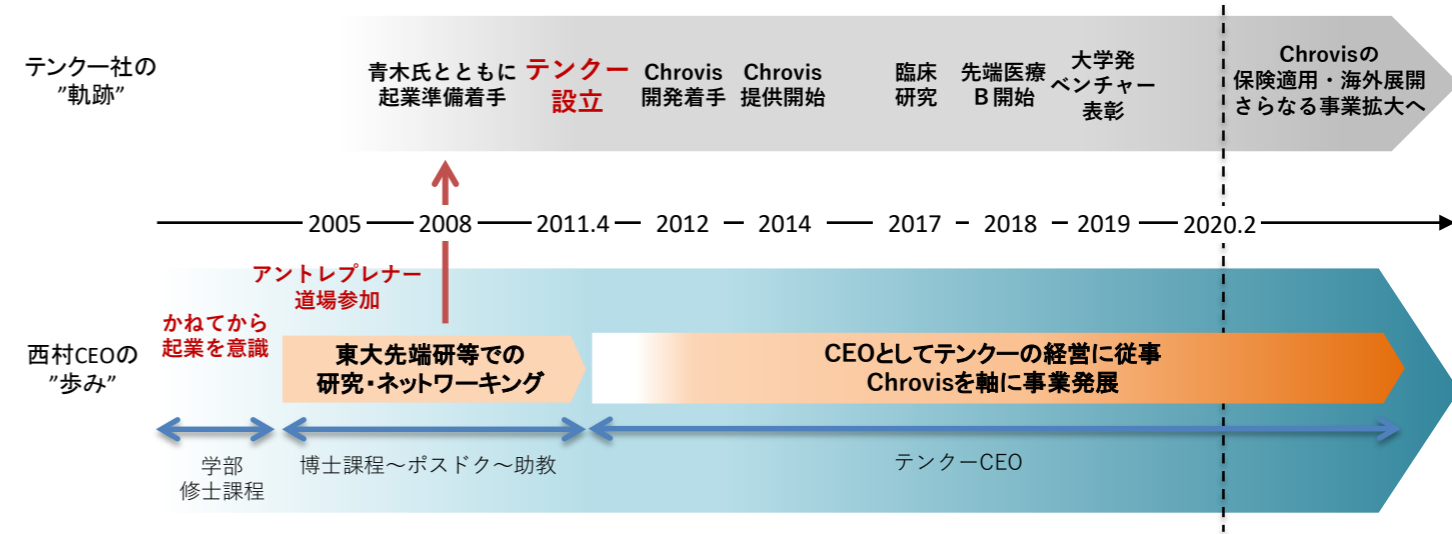 テンクー社の
”軌跡”
青木氏とともに
起業準備着手
テンクー
設立
Chrovis
開発着手
Chrovis
提供開始
臨床
研究
先端医療
B開始
大学発
ベンチャー
表彰
Chrovisの
保険適用・海外展開
さらなる事業拡大へ
2005
2008
2011.4
2012
2014
2017
2018
2019
2020.2
西村CEOの
”歩み”
かねてから
起業を意識
アントレプレナー
道場参加
東大先端研等での
研究・ネットワーキング
CEOとしてテンクーの経営に従事
Chrovisを軸に事業発展
学部
修士課程
博士課程～ポスドク～助教
テンクーCEO